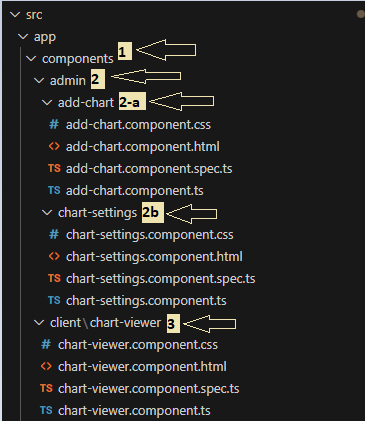 src
app
components 1
admin 2
add-chart 2-a
# add-chart.component.css
<> add-chart.component.html
TS add-chart.component.spec.ts
TS add-chart.component.ts
chart-settings 2b
# chart-settings.component.css
<> chart-settings.component.html
TS chart-settings.component.spec.ts
TS chart-settings.component.ts
client\chart-viewer 3
# chart-viewer.component.css
<> chart-viewer.component.html
TS chart-viewer.component.spec.ts
TS chart-viewer.component.ts